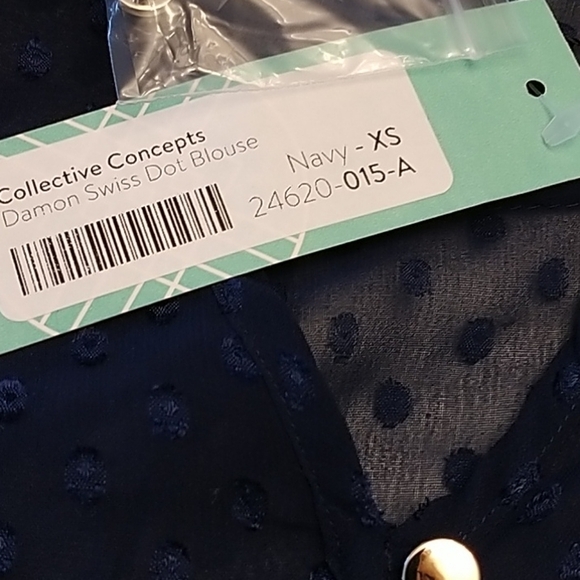 Collective Concepts
Damon Swiss Dot Blouse
Navy - XS
24620-015-A